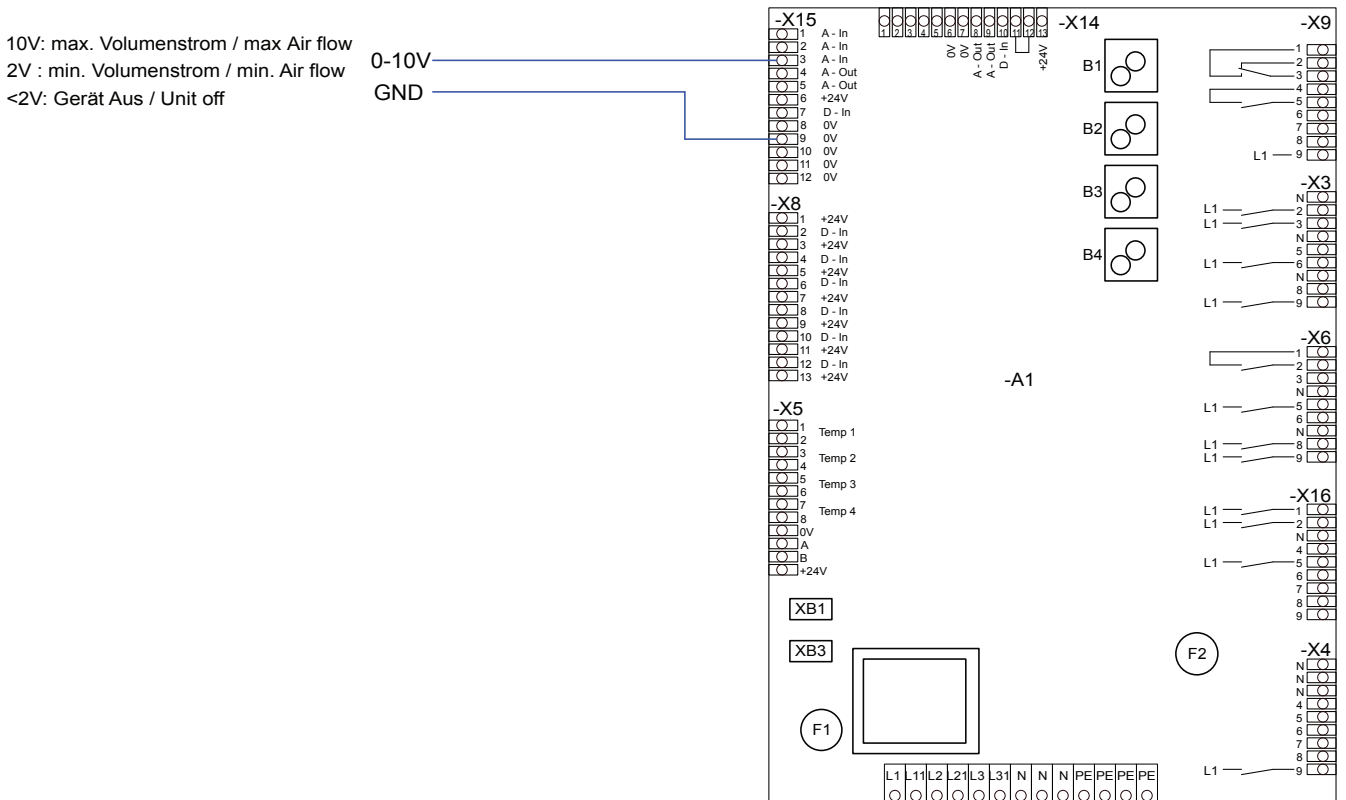 10V: max. Volumenstrom / max Air flow
2V : min. Volumenstrom / min. Air flow
<2V: Gerät Aus / Unit off
0-10V
GND
-X15
1 A - In
2 A - In
3 A - In
4 A - Out
5 A - Out
6 +24V
7 D - In
8 0V
9 0V
10 0V
11 0V
12 0V
-X8
1 +24V
2 D - In
3 +24V
4 D - In
5 +24V
6 D - In
7 +24V
8 D - In
9 +24V
10 D - In
11 +24V
12 D - In
13 +24V
-X5
1
2
Temp 1
3
4
Temp 2
5
6
Temp 3
7
8
Temp 4
0V
A
B
+24V
XB1
XB3
F1
-X14
1 2 3 4 5 6 7 8 9 10 11 12 13
0V
0V
A - Out
A - Out
D - In
+24V
B1
B2
B3
B4
-A1
F2
-X9
1
2
3
4
5
6
7
8
L1 9
-X3
N
L1 2
L1 3
N
5
L1 6
N
8
L1 9
-X6
1
2
3
N
L1 5
6
N
L1 8
L1 9
-X16
L1 1
L1 2
N
4
L1 5
6
7
8
9
-X4
N
N
N
4
5
6
7
8
L1 9
L1 L11 L2 L21 L3 L31 N N N PE PE PE PE